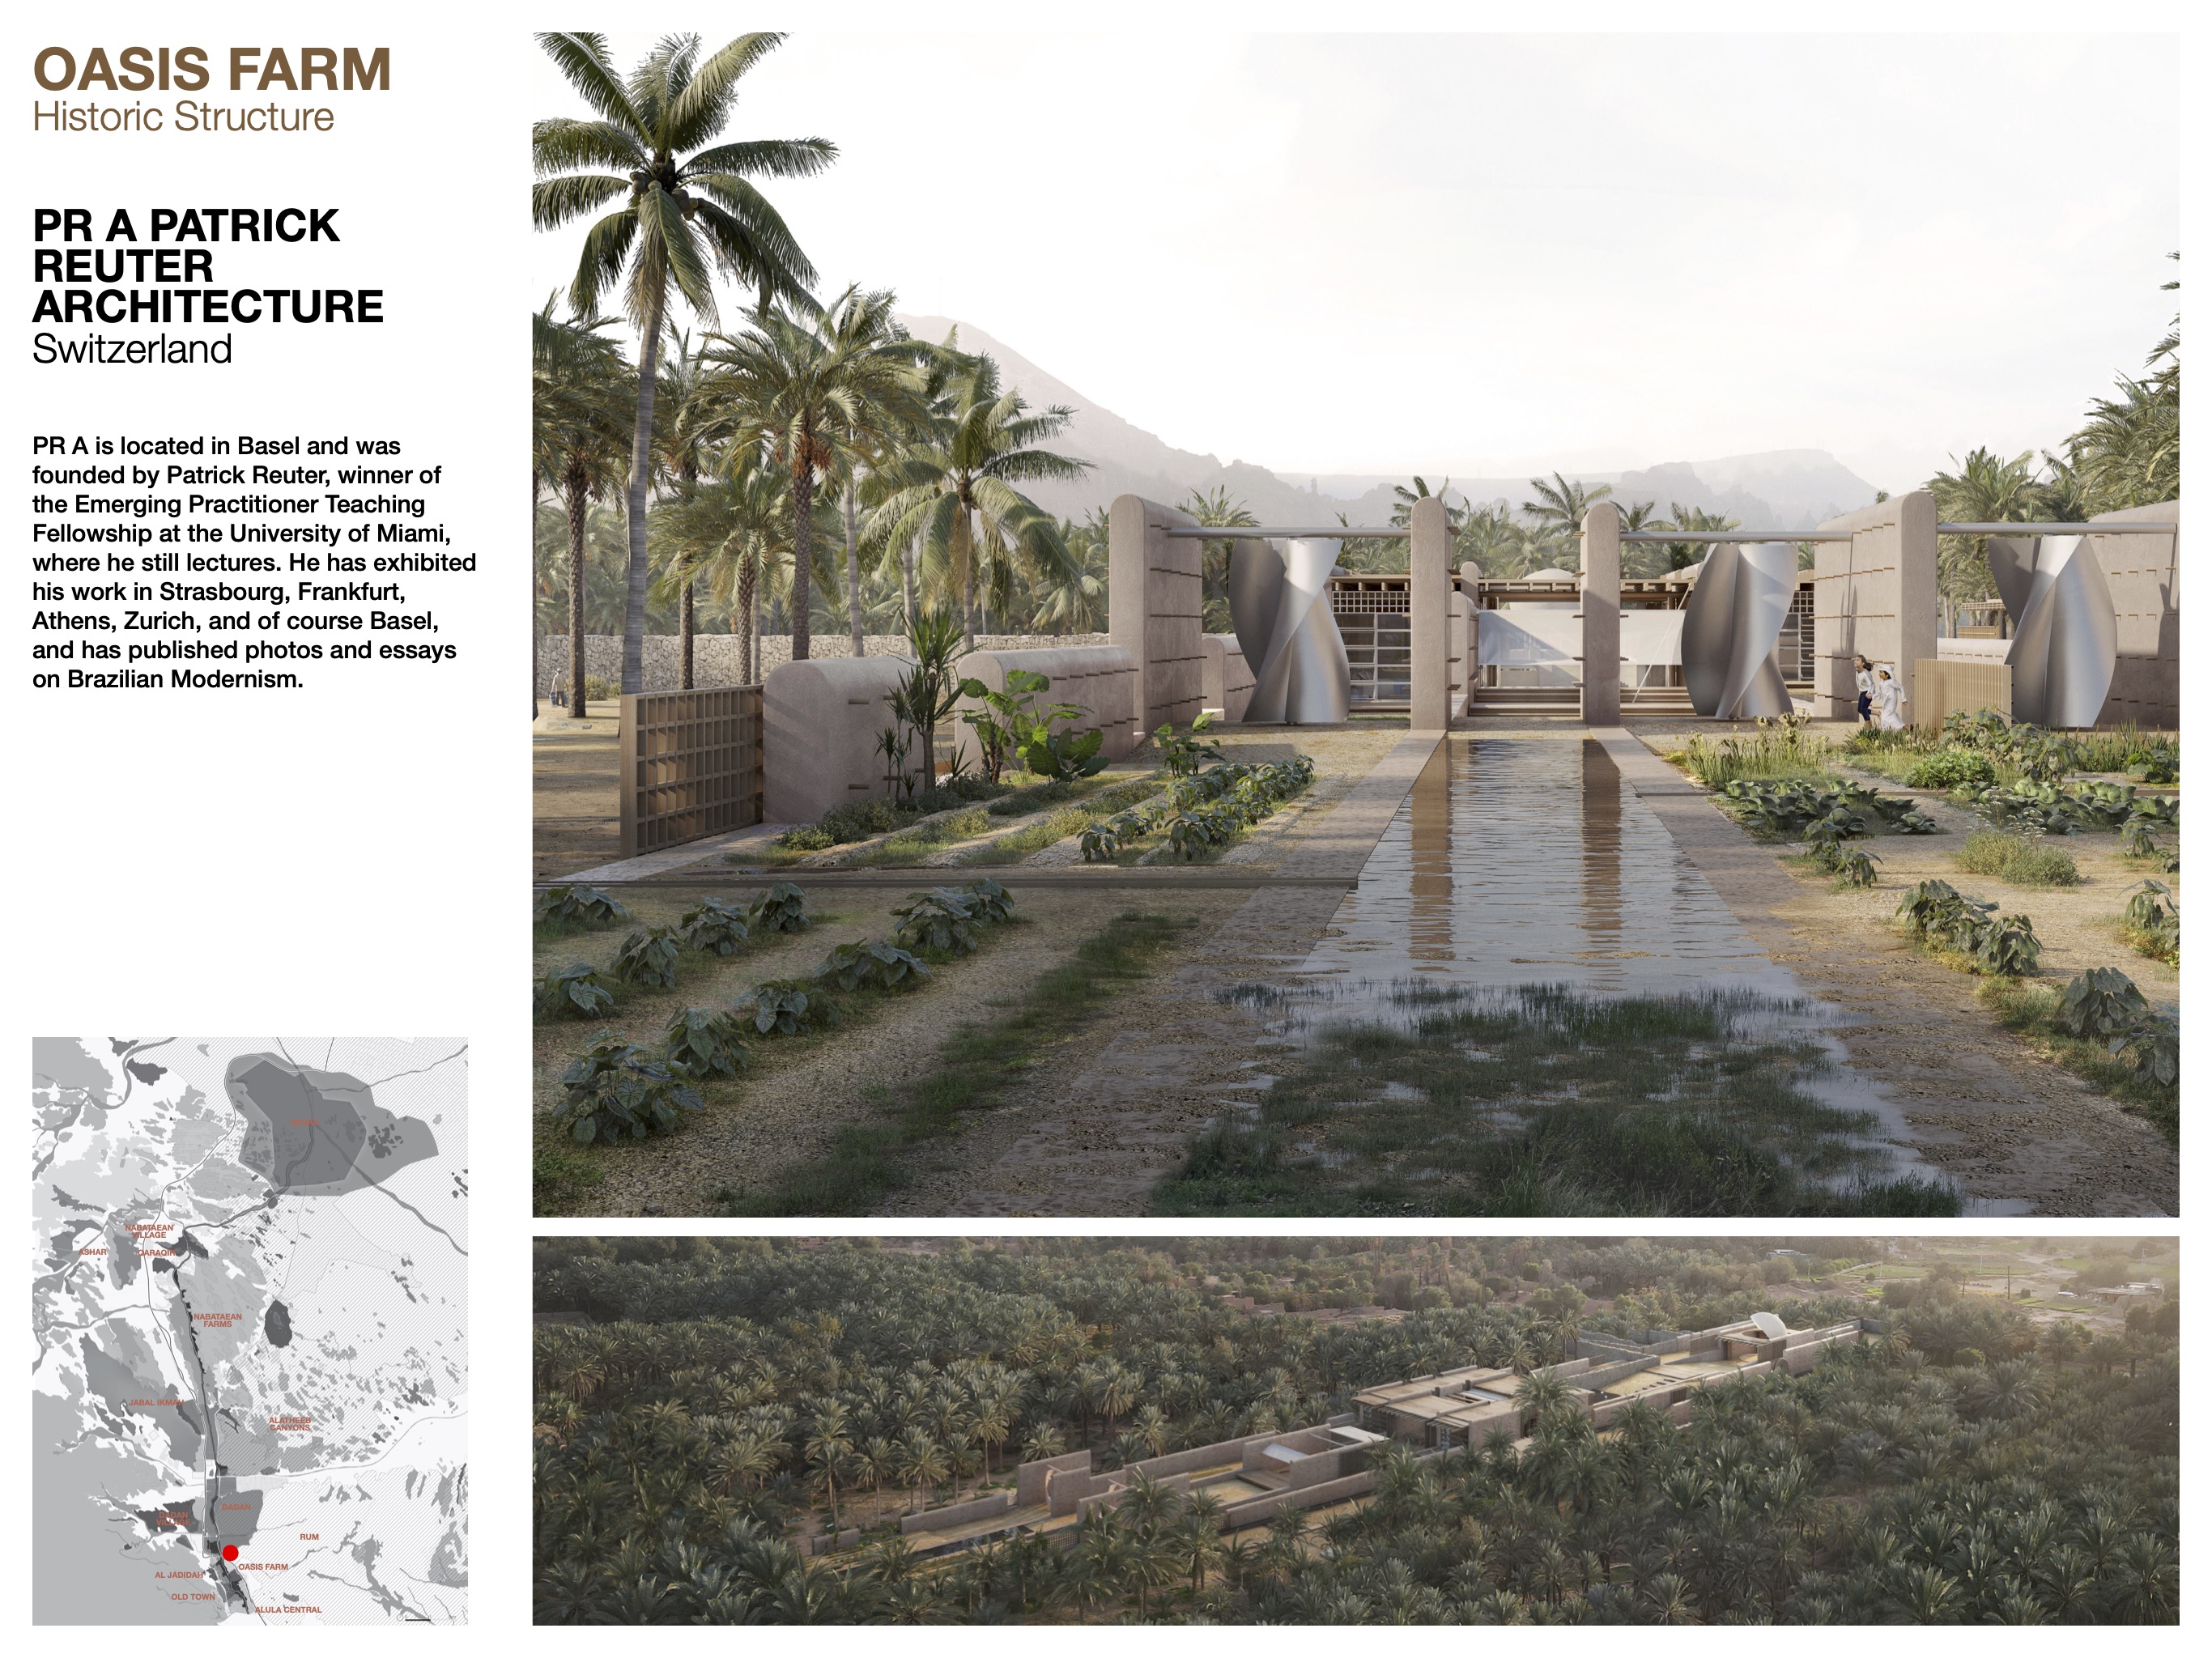 OASIS FARM
Historic Structure
PR A PATRICK
REUTER
ARCHITECTURE
Switzerland
PR A is located in Basel and was
founded by Patrick Reuter, winner of
the Emerging Practitioner Teaching
Fellowship at the University of Miami,
where he still lectures. He has exhibited
his work in Strasbourg, Frankfurt,
Athens, Zurich, and of course Basel,
and has published photos and essays
on Brazilian Modernism.
NABATAEAN
VILLAGE
ASHAR
QARAQIR
NABATAEAN
FARMS
JABAL IKMAH
ALATHEEB
CANYONS
DADAN
RUM
OASIS FARM
AL JADIDAH
OLD TOWN
ALULA CENTRAL